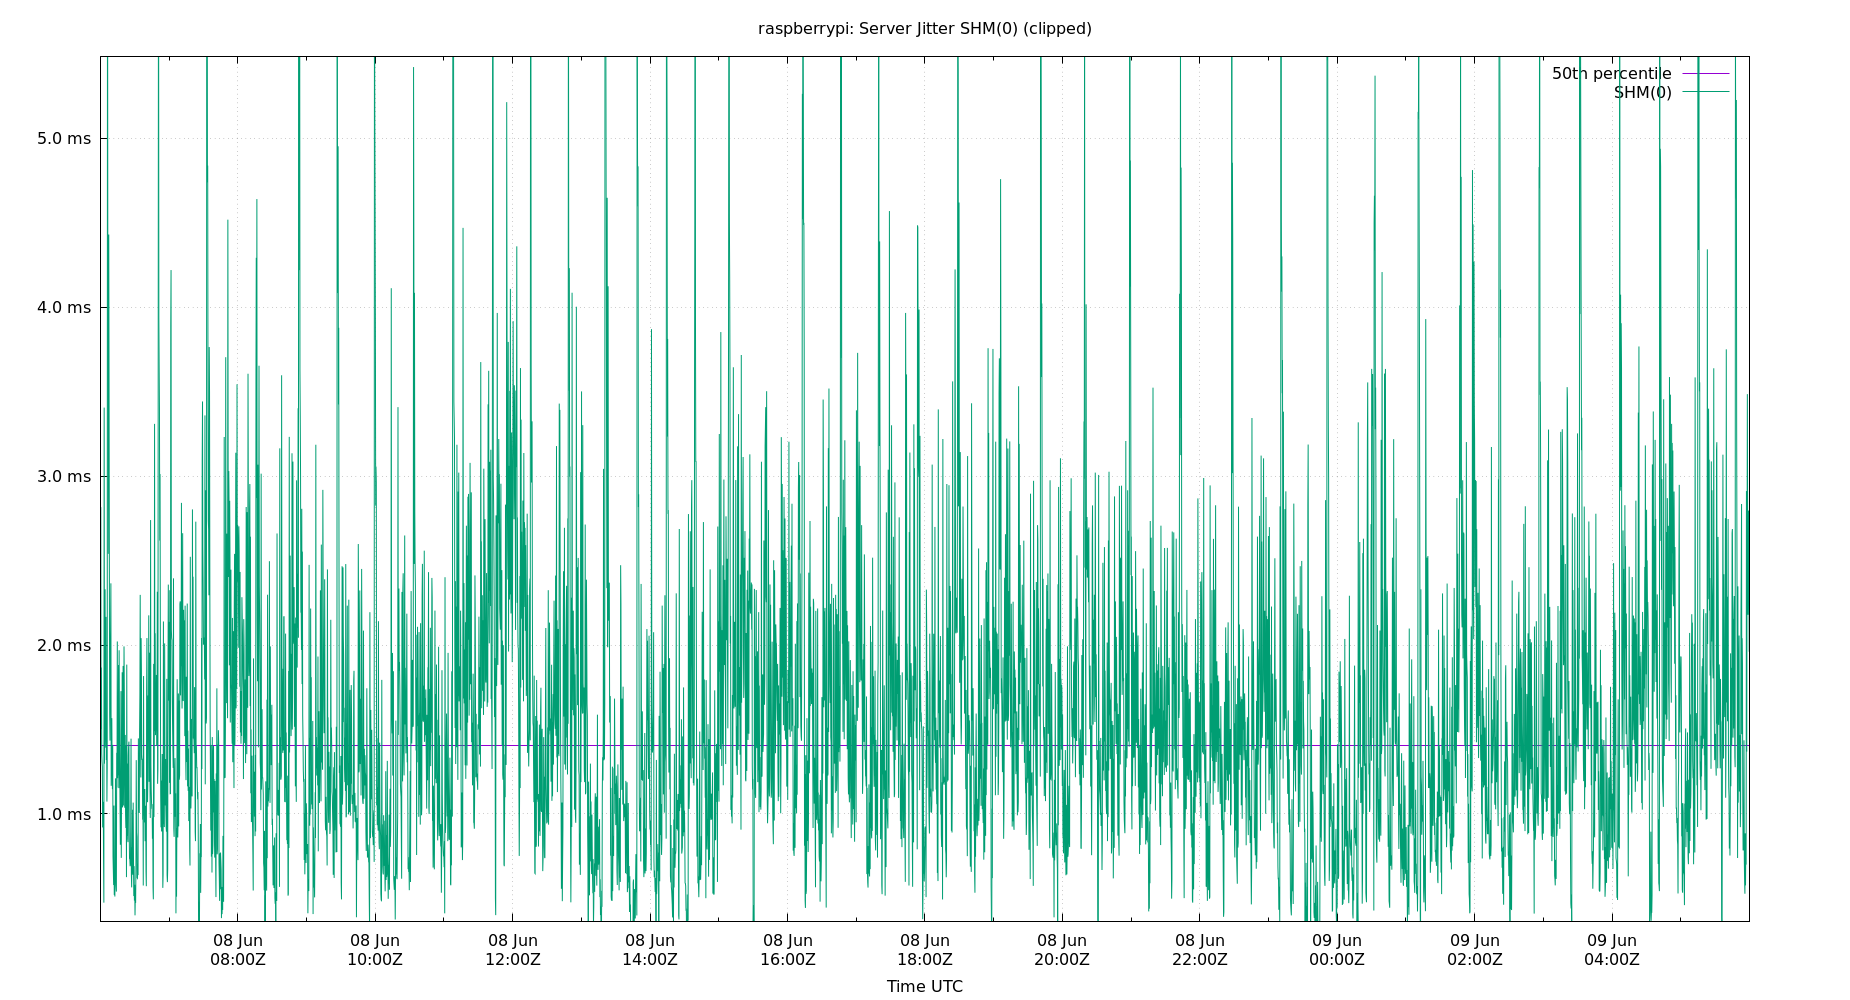 raspberrypi: Server Jitter SHM(0) (clipped)
50th percentile
SHM(0)
5.0 ms
4.0 ms
3.0 ms
2.0 ms
1.0 ms
08 Jun 08 Jun 08 Jun 08 Jun 08 Jun 08 Jun 08 Jun 08 Jun 09 Jun 09 Jun 09 Jun
08:00Z 10:00Z 12:00Z 14:00Z 16:00Z 18:00Z 20:00Z 22:00Z 00:00Z 02:00Z 04:00Z
Time UTC